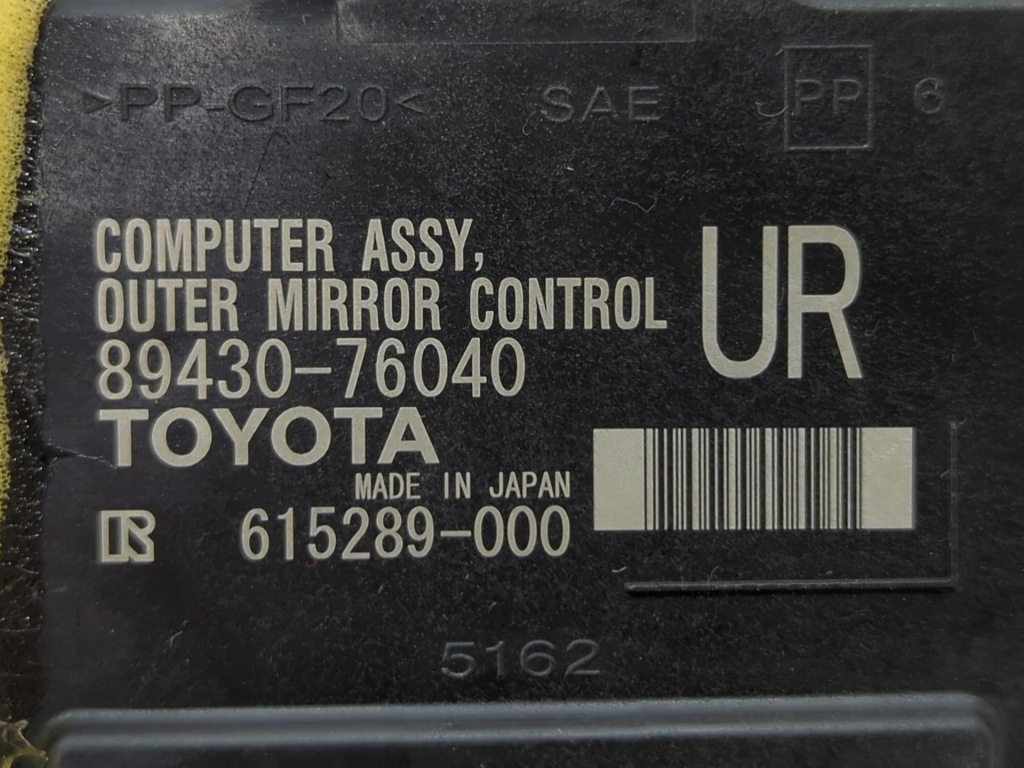 >PP-GF20< SAE PP 6
COMPUTER ASSY,
OUTER MIRROR CONTROL
UR
89430-76040
TOYOTA
MADE IN JAPAN
R 615289-000
5162